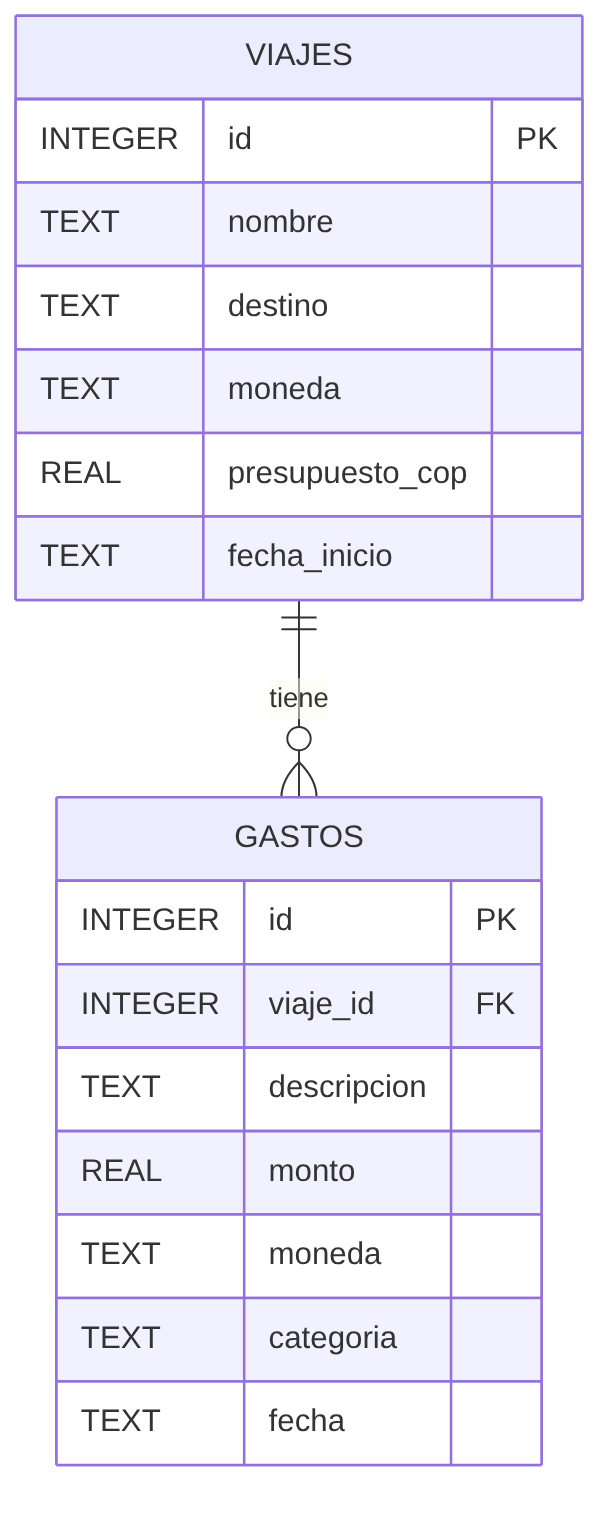 VIAJES
INTEGER id PK
TEXT nombre
TEXT destino
TEXT moneda
REAL presupuesto_cop
TEXT fecha_inicio
tiene
GASTOS
INTEGER id PK
INTEGER viaje_id FK
TEXT descripcion
REAL monto
TEXT moneda
TEXT categoria
TEXT fecha